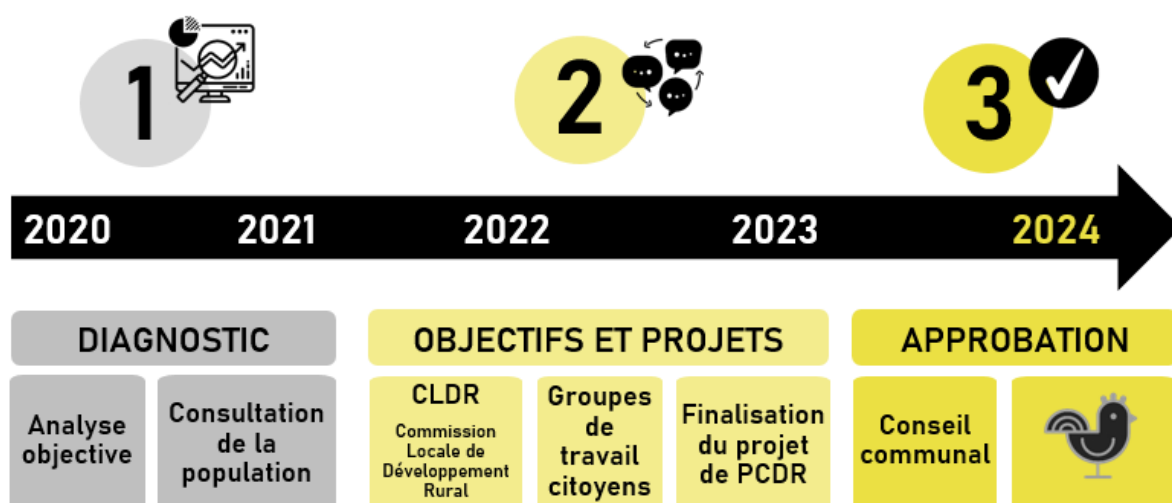 1
2
3
2020 2021 2022 2023 2024
DIAGNOSTIC
OBJECTIFS ET PROJETS
APPROBATION
Analyse
objective
Consultation
de la
population
CLDR
Commission
Locale de
Développement
Rural
Groupes
de
travail
citoyens
Finalisation
du projet
de PCDR
Conseil
communal